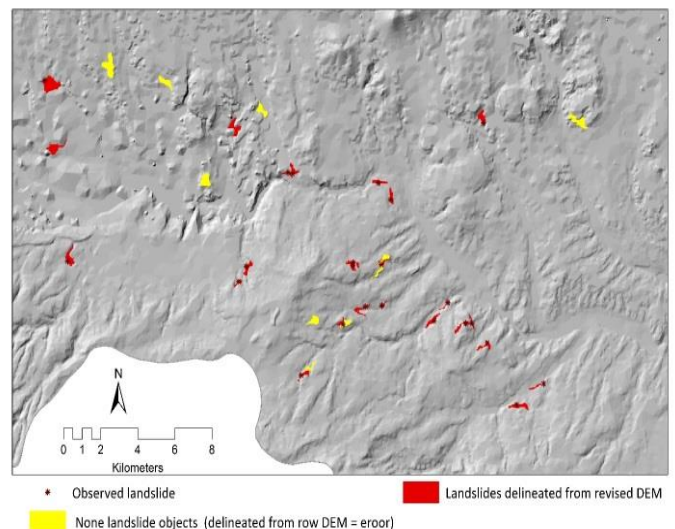 N
0 1 2 4 6 8
Kilometers
Observed landslide
Landslides delineated from revised DEM
None landslide objects (delineated from row DEM = eroor)